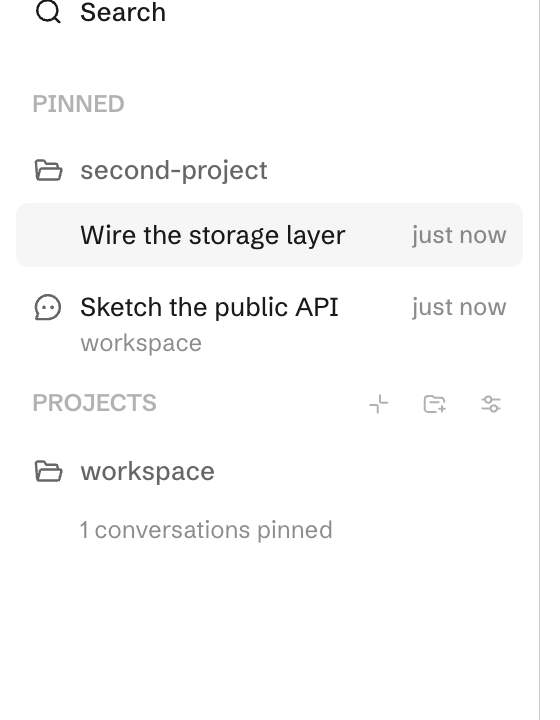 Search
PINNED
second-project
Wire the storage layer just now
Sketch the public API just now
workspace
PROJECTS
workspace
1 conversations pinned